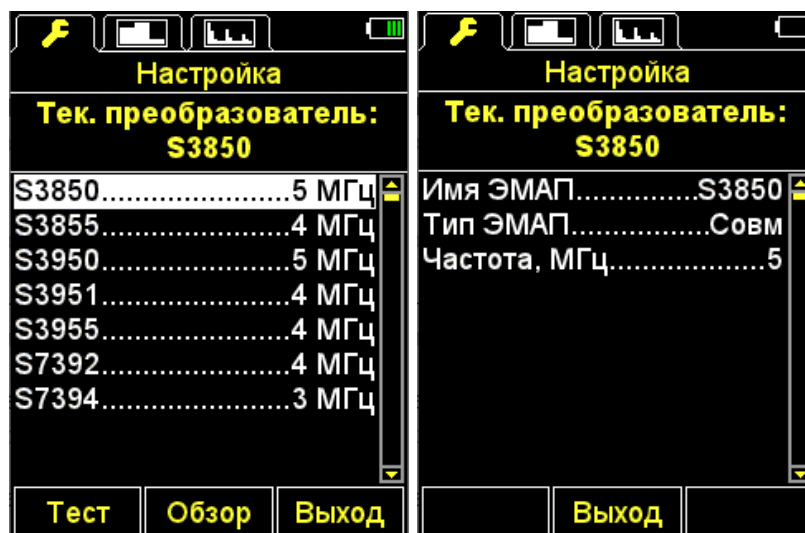 Настройка
Тек. преобразователь:
S3850
S3850......................5 МГц
S3855......................4 МГц
S3950......................5 МГц
S3951......................4 МГц
S3955......................4 МГц
S7392......................4 МГц
S7394......................3 МГц
Тест Обзор Выход
Настройка
Тек. преобразователь:
S3850
Имя ЭМАП..............S3850
Тип ЭМАП................Совм
Частота, МГц..................5
Выход